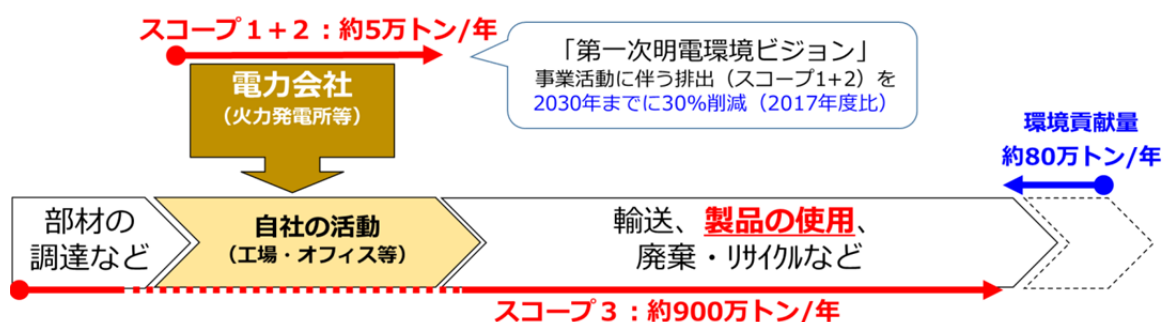 スコープ１+２：約5万トン/年
電力会社
（火力発電所等）
「第一次明電環境ビジョン」
事業活動に伴う排出（スコープ1+2）を
2030年までに30%削減（2017年度比）
環境貢献量
約80万トン/年
部材の
調達など
自社の活動
（工場・オフィス等）
輸送、製品の使用、
廃棄・ﾘｻｲｸﾙなど
スコープ３：約900万トン/年